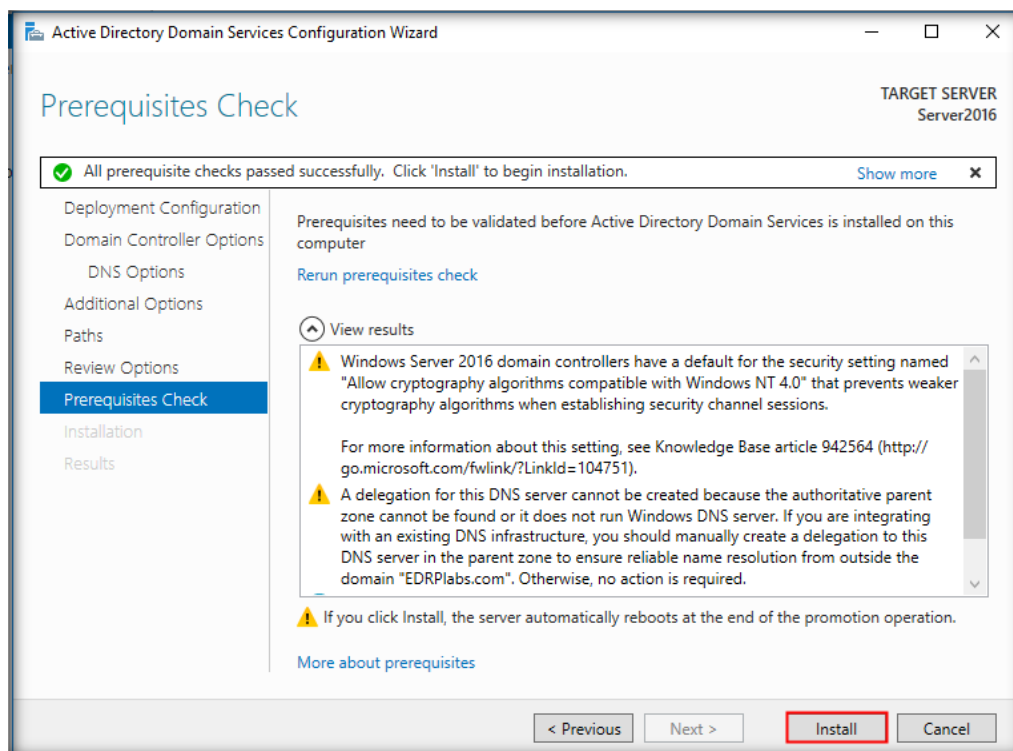 Active Directory Domain Services Configuration Wizard
Prerequisites Check
TARGET SERVER
Server2016
All prerequisite checks passed successfully. Click 'Install' to begin installation.
Show more
Deployment Configuration
Domain Controller Options
DNS Options
Additional Options
Paths
Review Options
Prerequisites Check
Installation
Results
Prerequisites need to be validated before Active Directory Domain Services is installed on this
computer
Rerun prerequisites check
View results
Windows Server 2016 domain controllers have a default for the security setting named
"Allow cryptography algorithms compatible with Windows NT 4.0" that prevents weaker
cryptography algorithms when establishing security channel sessions.
For more information about this setting, see Knowledge Base article 942564 (http://
go.microsoft.com/fwlink/?LinkId=104751).
A delegation for this DNS server cannot be created because the authoritative parent
zone cannot be found or it does not run Windows DNS server. If you are integrating
with an existing DNS infrastructure, you should manually create a delegation to this
DNS server in the parent zone to ensure reliable name resolution from outside the
domain "EDRPlabs.com". Otherwise, no action is required.
If you click Install, the server automatically reboots at the end of the promotion operation.
More about prerequisites
< Previous
Next >
Install
Cancel